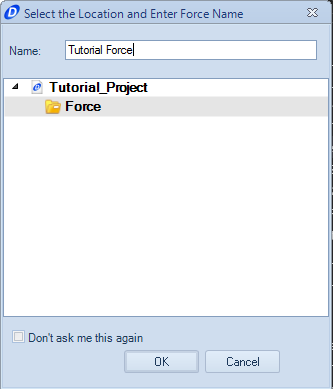 Select the Location and Enter Force Name
Name: Tutorial Force
Tutorial_Project
Force
Don't ask me this again
OK Cancel